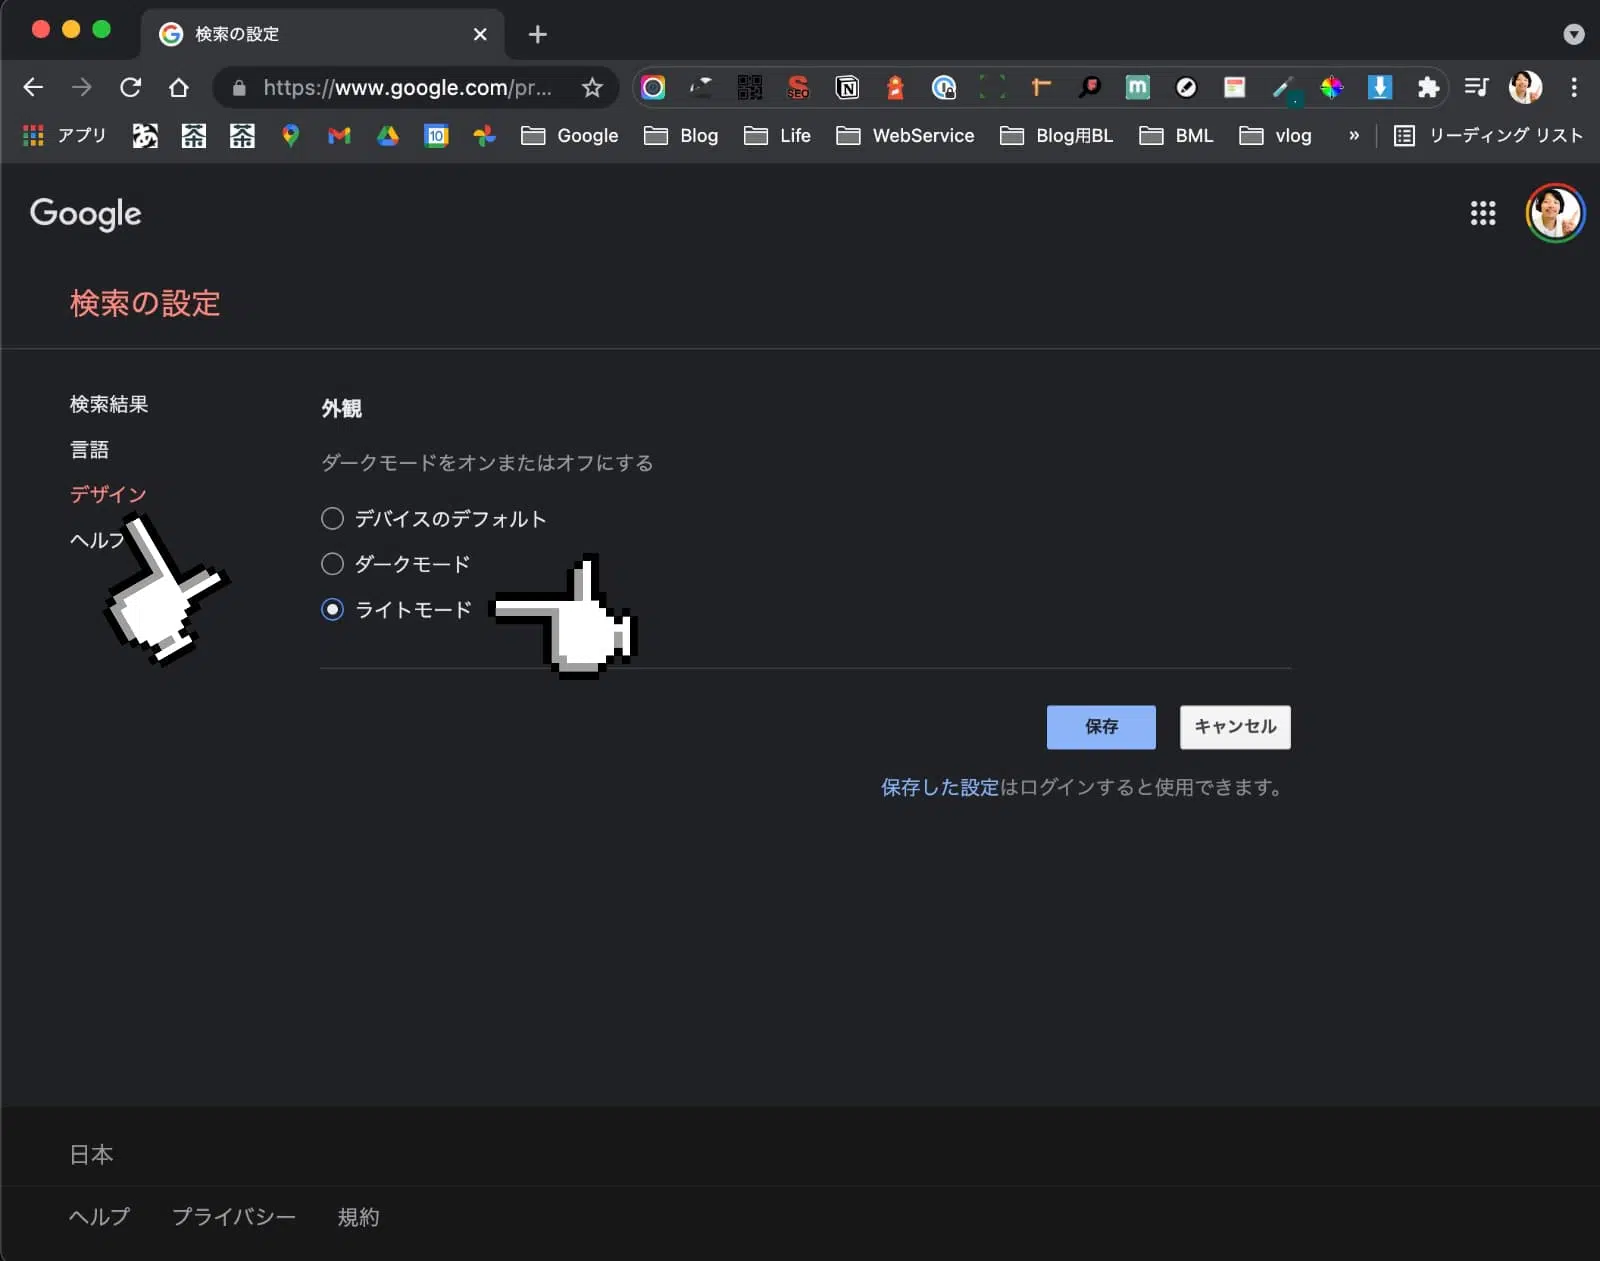 検索の設定
https://www.google.com/pr...
アプリ
Google
Blog
Life
WebService
Blog用BL
BML
vlog
»
リーディング リスト
Google
検索の設定
検索結果
言語
デザイン
ヘルプ
外観
ダークモードをオンまたはオフにする
デバイスのデフォルト
ダークモード
ライトモード
保存
キャンセル
保存した設定はログインすると使用できます。
日本
ヘルプ
プライバシー
規約